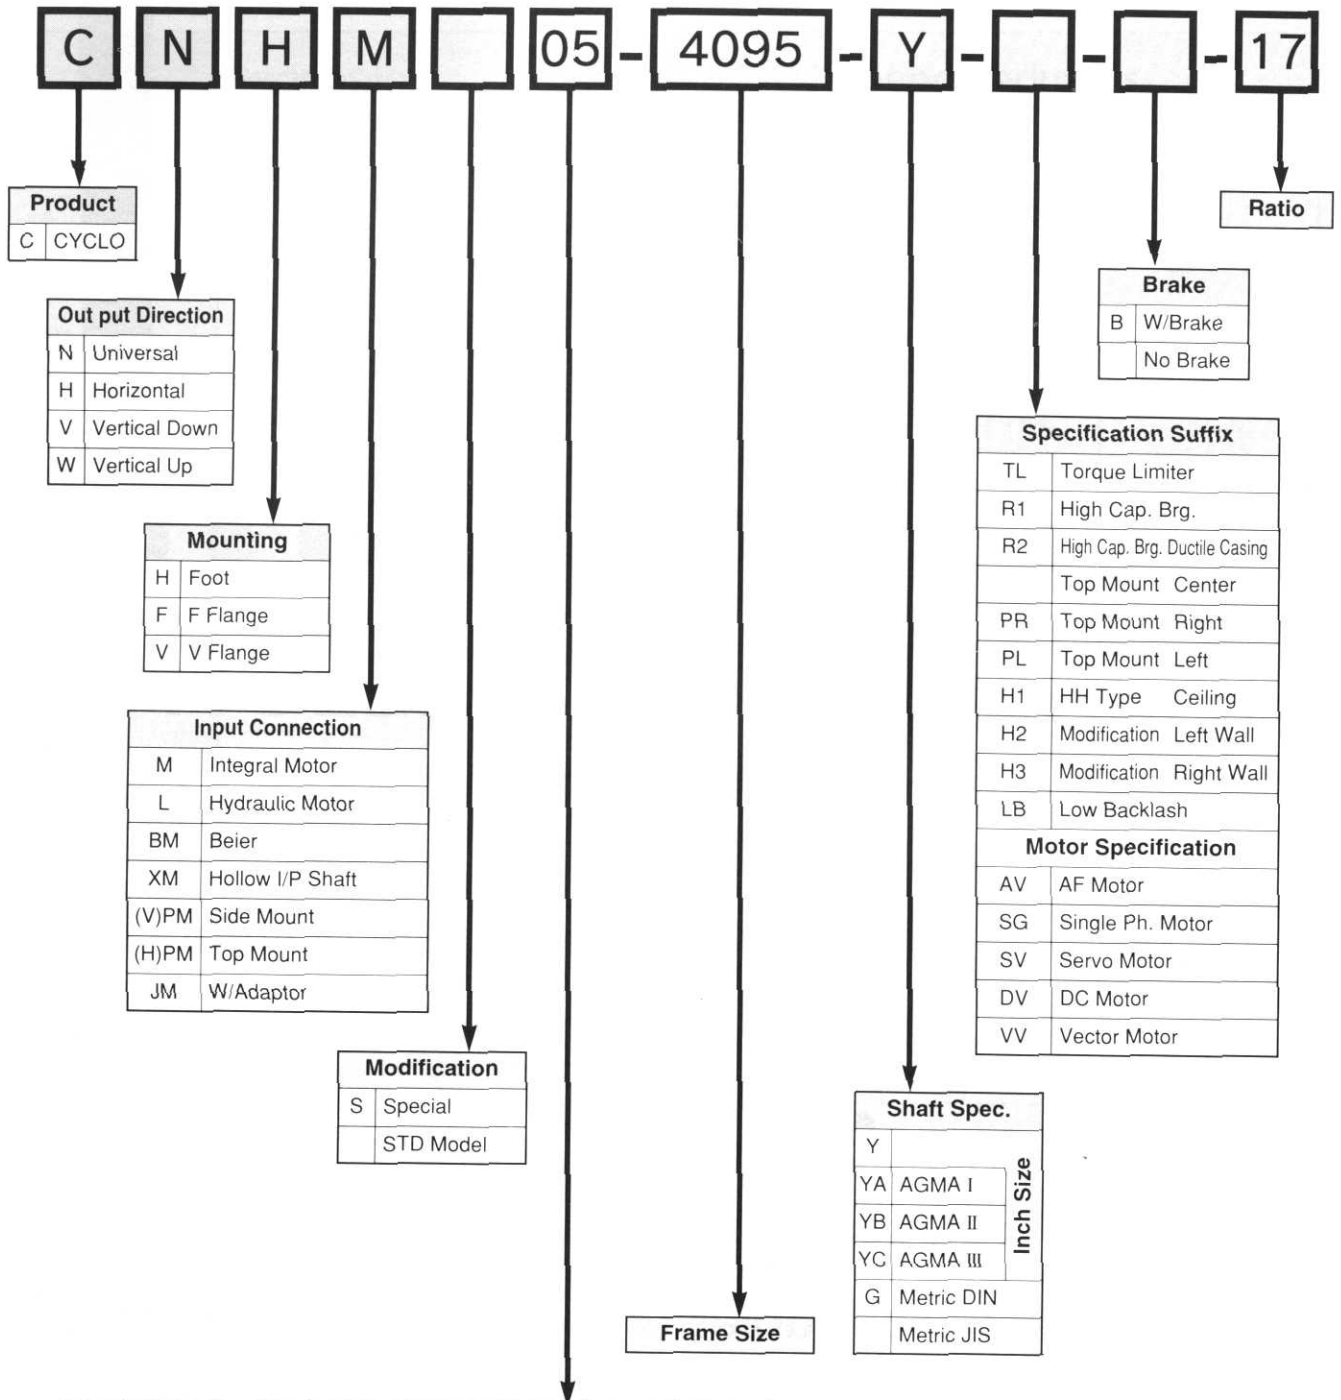 C N H M 05 - 4095 - Y - - - 17
Product
C CYCLO
Ratio
Out put Direction
N Universal
H Horizontal
V Vertical Down
W Vertical Up
Brake
B W/Brake
No Brake
Mounting
H Foot
F F Flange
V V Flange
Specification Suffix
TL Torque Limiter
R1 High Cap. Brg.
R2 High Cap. Brg. Ductile Casing
Top Mount Center
PR Top Mount Right
PL Top Mount Left
H1 HH Type Ceiling
H2 Modification Left Wall
H3 Modification Right Wall
LB Low Backlash
Motor Specification
AV AF Motor
SG Single Ph. Motor
SV Servo Motor
DV DC Motor
VV Vector Motor
Input Connection
M Integral Motor
L Hydraulic Motor
BM Beier
XM Hollow I/P Shaft
(V)PM Side Mount
(H)PM Top Mount
JM W/Adaptor
Modification
S Special
STD Model
Shaft Spec.
Y
YA AGMA I
YB AGMA II
YC AGMA III
Inch Size
G Metric DIN
Metric JIS
Frame Size